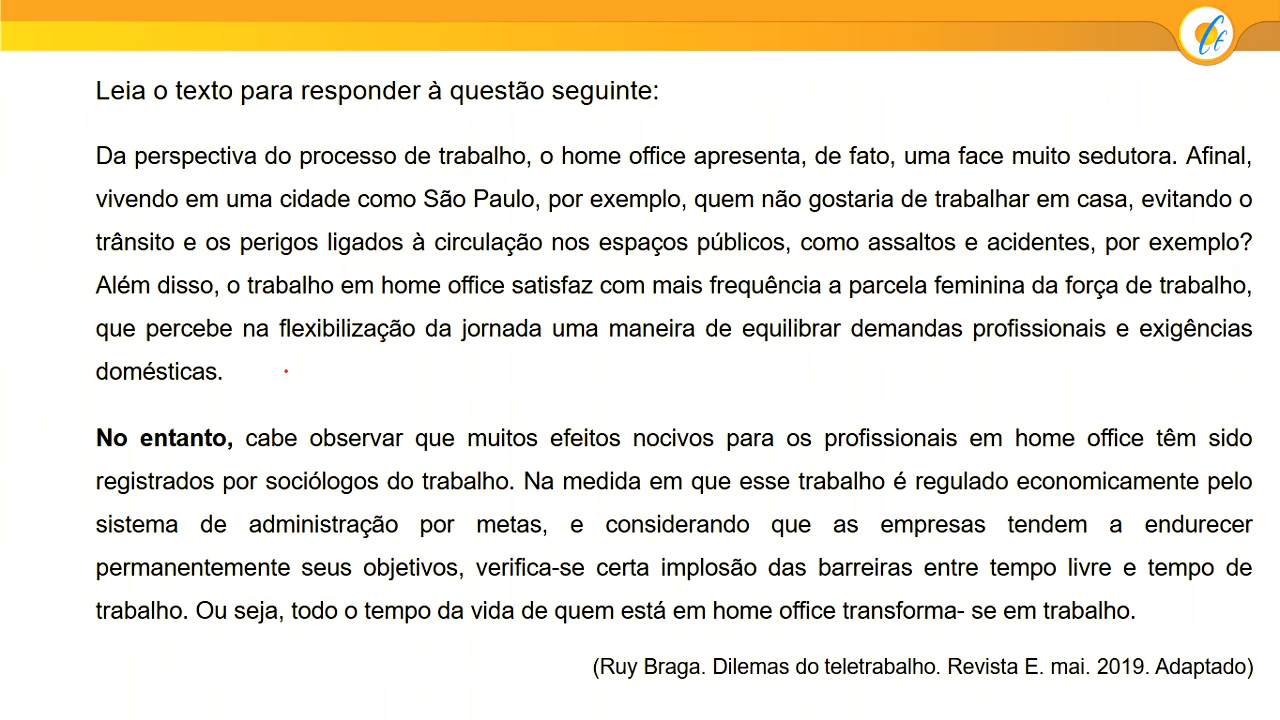 Leia o texto para responder à questão seguinte:
Da perspectiva do processo de trabalho, o home office apresenta, de fato, uma face muito sedutora. Afinal,
vivendo em uma cidade como São Paulo, por exemplo, quem não gostaria de trabalhar em casa, evitando o
trânsito e os perigos ligados à circulação nos espaços públicos, como assaltos e acidentes, por exemplo?
Além disso, o trabalho em home office satisfaz com mais frequência a parcela feminina da força de trabalho,
que percebe na flexibilização da jornada uma maneira de equilibrar demandas profissionais e exigências
domésticas.
No entanto, cabe observar que muitos efeitos nocivos para os profissionais em home office têm sido
registrados por sociólogos do trabalho. Na medida em que esse trabalho é regulado economicamente pelo
sistema de administração por metas, e considerando que as empresas tendem a endurecer
permanentemente seus objetivos, verifica-se certa implosão das barreiras entre tempo livre e tempo de
trabalho. Ou seja, todo o tempo da vida de quem está em home office transforma- se em trabalho.
(Ruy Braga. Dilemas do teletrabalho. Revista E. mai. 2019. Adaptado)